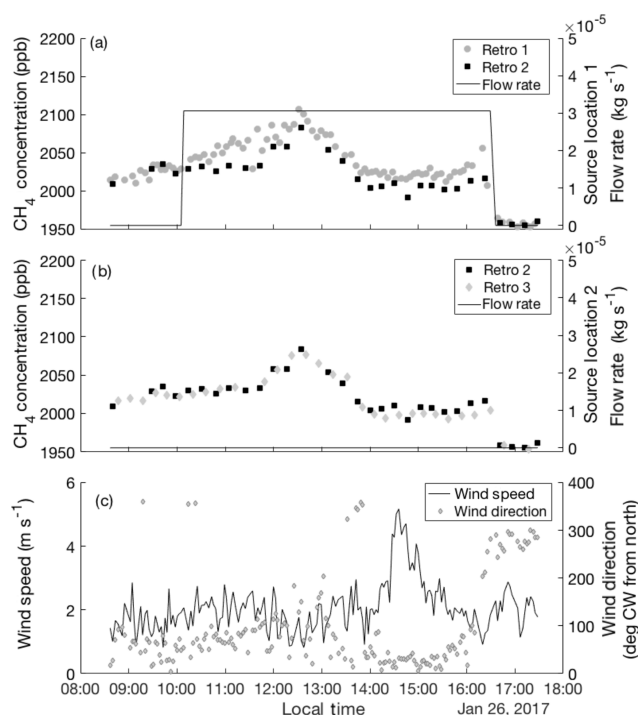 (a)
Retro 1
Retro 2
Flow rate
CH4 concentration (ppb)
2200
2150
2100
2050
2000
1950
×10-5
5
4
3
2
1
0
Source location 1
Flow rate (kg s-1)
(b)
Retro 2
Retro 3
Flow rate
CH4 concentration (ppb)
2200
2150
2100
2050
2000
1950
×10-5
5
4
3
2
1
0
Source location 2
Flow rate (kg s-1)
(c)
Wind speed
Wind direction
Wind speed (m s-1)
6
4
2
0
400
300
200
100
0
Wind direction
(deg CW from north)
08:00 09:00 10:00 11:00 12:00 13:00 14:00 15:00 16:00 17:00 18:00
Local time
Jan 26, 2017